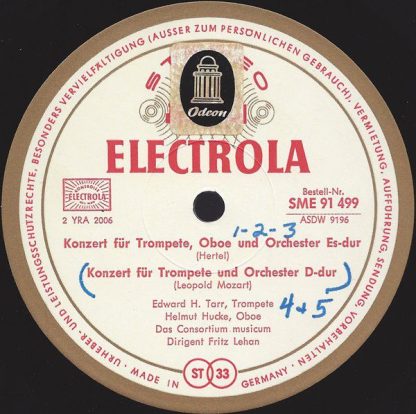 URHEBER- UND LEISTUNGSSCHUTZRECHTE, BESONDERS VERVIELFÄLTIGUNG (AUSSER ZUM PERSÖNLICHEN GEBRAUCH), VERMIETUNG, AUFFÜHRUNG, SENDUNG, VORBEHALTEN
Odeon
ELECTROLA
ELECTROLA
Bestell-Nr.
SME 91 499
2 YRA 2006
ASDW 9196
1-2-3
Konzert für Trompete, Oboe und Orchester Es-dur
(Hertel)
(Konzert für Trompete und Orchester D-dur)
(Leopold Mozart)
Edward H. Tarr, Trompete
4+5
Helmut Hucke, Oboe
Das Consortium musicum
Dirigent Fritz Lehan
MADE IN GERMANY
ST 33